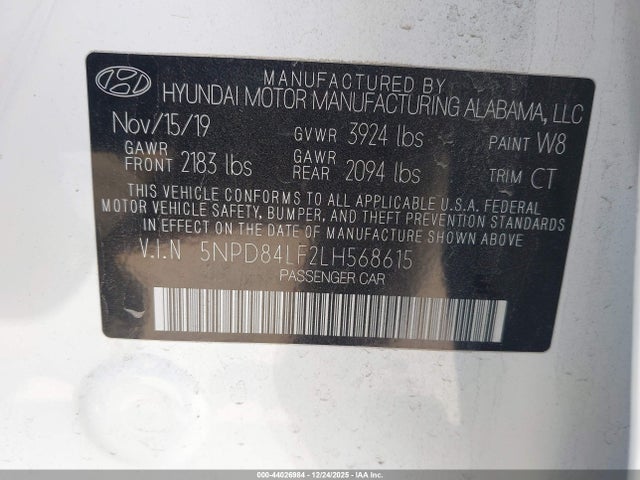 MANUFACTURED BY
HYUNDAI MOTOR MANUFACTURING ALABAMA, LLC
Nov/15/19 GVWR 3924 lbs PAINT W8
GAWR FRONT 2183 lbs GAWR REAR 2094 lbs TRIM CT
THIS VEHICLE CONFORMS TO ALL APPLICABLE U.S.A. FEDERAL
MOTOR VEHICLE SAFETY, BUMPER, AND THEFT PREVENTION STANDARDS
IN EFFECT ON THE DATE OF MANUFACTURE SHOWN ABOVE.
V.I.N 5NPD84LF2LH568615
PASSENGER CAR
000-44026984 - 12/24/2025 - IAA Inc.